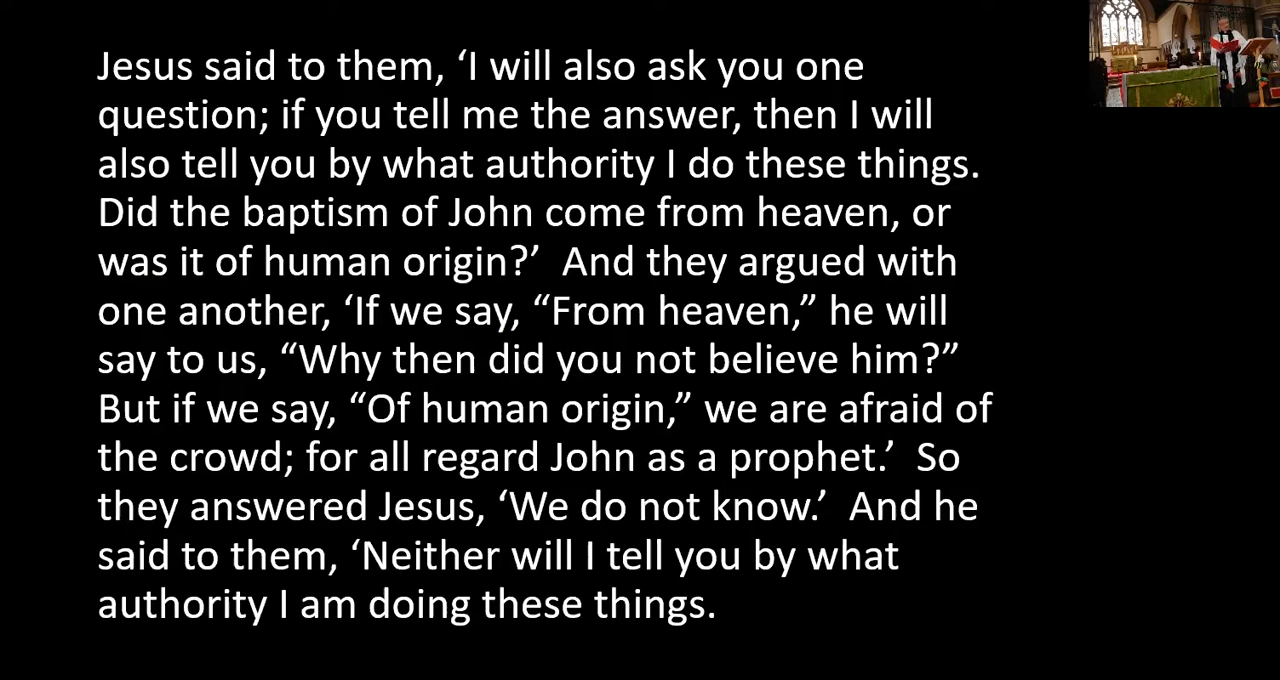 Jesus said to them, ‘I will also ask you one
question; if you tell me the answer, then I will
also tell you by what authority I do these things.
Did the baptism of John come from heaven, or
was it of human origin?’  And they argued with
one another, ‘If we say, “From heaven,” he will
say to us, “Why then did you not believe him?”
But if we say, “Of human origin,” we are afraid of
the crowd; for all regard John as a prophet.’  So
they answered Jesus, ‘We do not know.’  And he
said to them, ‘Neither will I tell you by what
authority I am doing these things.